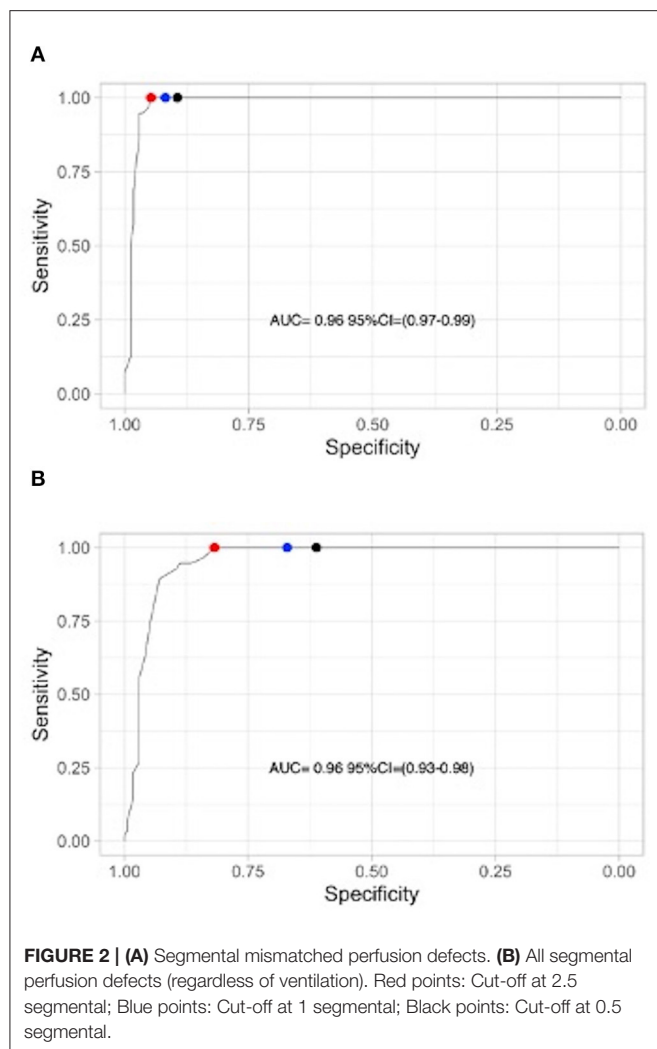 A
1.00
0.75
0.50
0.25
0.00
Sensitivity
AUC= 0.96 95%CI=(0.97-0.99)
1.00 0.75 0.50 0.25 0.00
Specificity
B
1.00
0.75
0.50
0.25
0.00
Sensitivity
AUC= 0.96 95%CI=(0.93-0.98)
1.00 0.75 0.50 0.25 0.00
Specificity
FIGURE 2 | (A) Segmental mismatched perfusion defects. (B) All segmental
perfusion defects (regardless of ventilation). Red points: Cut-off at 2.5
segmental; Blue points: Cut-off at 1 segmental; Black points: Cut-off at 0.5
segmental.